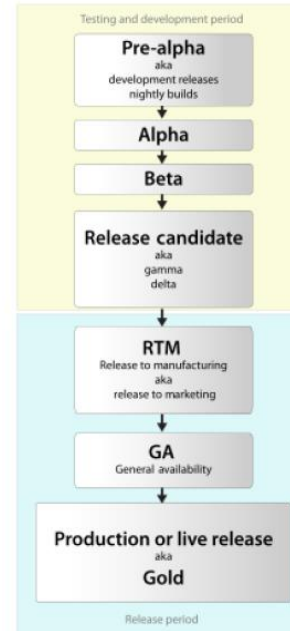 Testing and development period
Pre-alpha
aka
development releases
nightly builds
Alpha
Beta
Release candidate
aka
gamma
delta
RTM
Release to manufacturing
aka
release to marketing
GA
General availability
Production or live release
aka
Gold
Release period